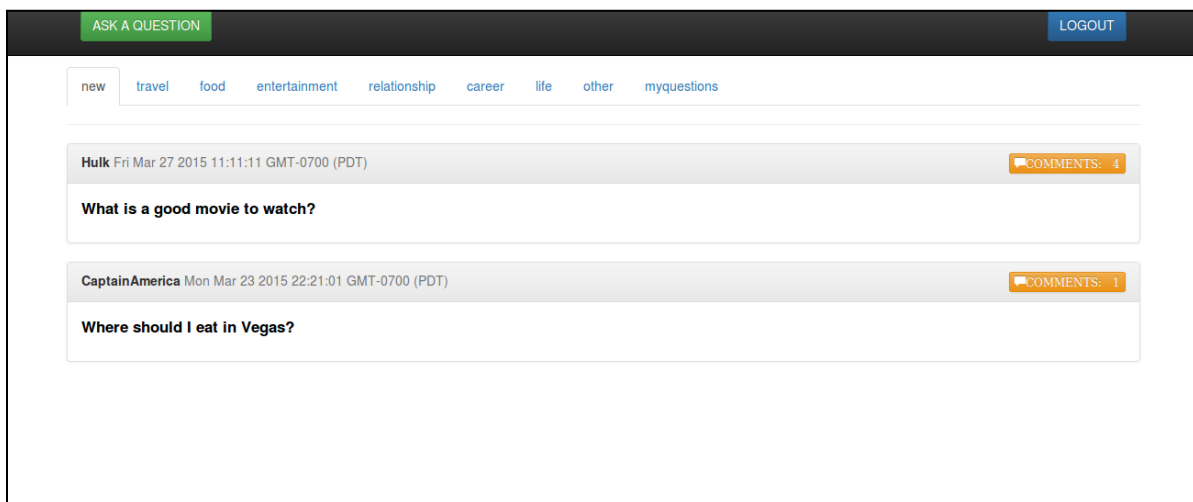 ASK A QUESTION LOGOUT
new travel food entertainment relationship career life other myquestions
Hulk Fri Mar 27 2015 11:11:11 GMT-0700 (PDT) COMMENTS: 4
What is a good movie to watch?
CaptainAmerica Mon Mar 23 2015 22:21:01 GMT-0700 (PDT) COMMENTS: 1
Where should I eat in Vegas?